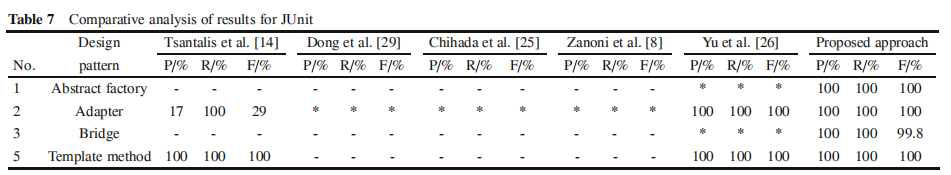 Table 7 Comparative analysis of results for JUnit
Design Tsantalis et al. [14] Dong et al. [29] Chihada et al. [25] Zanoni et al. [8] Yu et al. [26] Proposed approach
No. pattern P/% R/% F/% P/% R/% F/% P/% R/% F/% P/% R/% F/% P/% R/% F/% P/% R/% F/%
1 Abstract factory - - - - - - - - - - - - * * * 100 100 100
2 Adapter 17 100 29 * * * * * * * * * 100 100 100 100 100 100
3 Bridge - - - - - - - - - - - - * * * 100 100 99.8
5 Template method 100 100 100 - - - - - - - - - 100 100 100 100 100 100